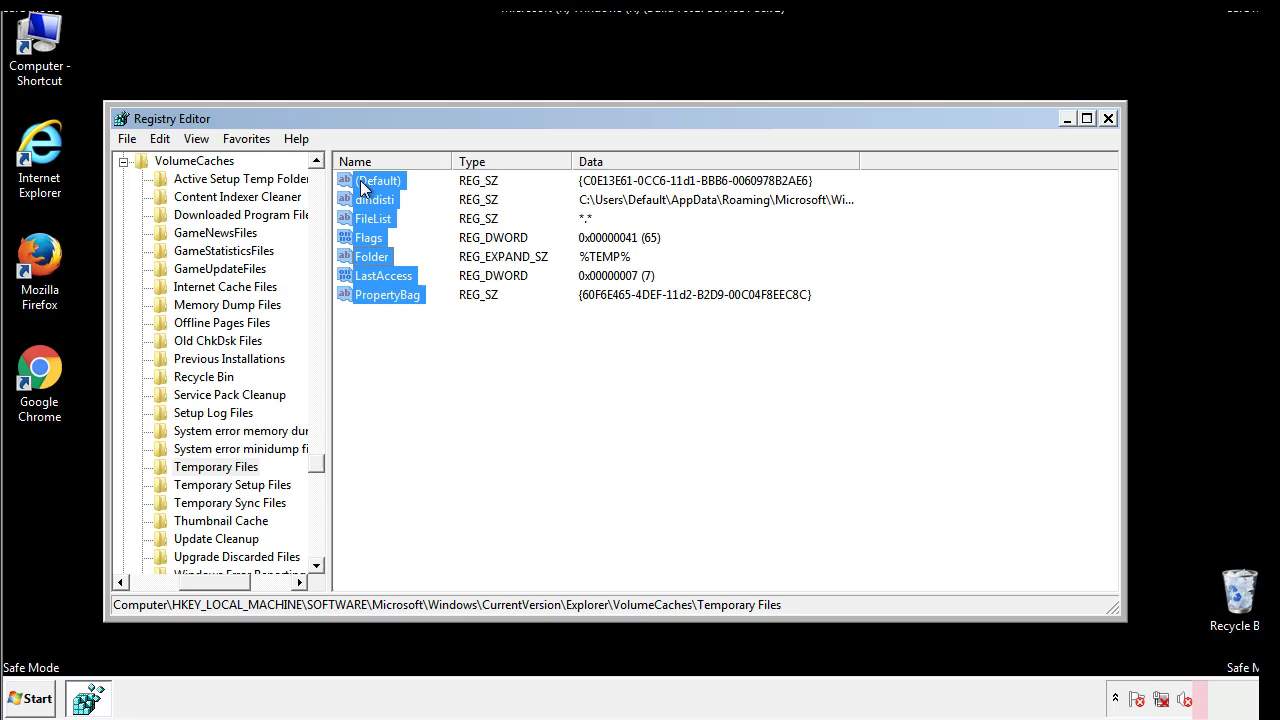 Safe Mode
Computer -
Shortcut
Internet
Explorer
Mozilla
Firefox
Google
Chrome
Registry Editor
File Edit View Favorites Help
VolumeCaches
Active Setup Temp Folder
Content Indexer Cleaner
Downloaded Program File
GameNewsFiles
GameStatisticsFiles
GameUpdateFiles
Internet Cache Files
Memory Dump Files
Offline Pages Files
Old ChkDsk Files
Previous Installations
Recycle Bin
Service Pack Cleanup
Setup Log Files
System error memory dur
System error minidump fi
Temporary Files
Temporary Setup Files
Temporary Sync Files
Thumbnail Cache
Update Cleanup
Upgrade Discarded Files
Windows Error Reporting
Name Type Data
(Default) REG_SZ {C0E13E61-0CC6-11d1-BBB6-0060978B2AE6}
REG_SZ C:\Users\Default\AppData\Roaming\Microsoft\Wi...
FileList REG_SZ *.*
Flags REG_DWORD 0x00000041 (65)
Folder REG_EXPAND_SZ %TEMP%
LastAccess REG_DWORD 0x00000007 (7)
PropertyBag REG_SZ {60F6E465-4DEF-11d2-B2D9-00C04F8EEC8C}
Computer\HKEY_LOCAL_MACHINE\SOFTWARE\Microsoft\Windows\CurrentVersion\Explorer\VolumeCaches\Temporary Files
Recycle B
Safe Mode
Safe M
Start